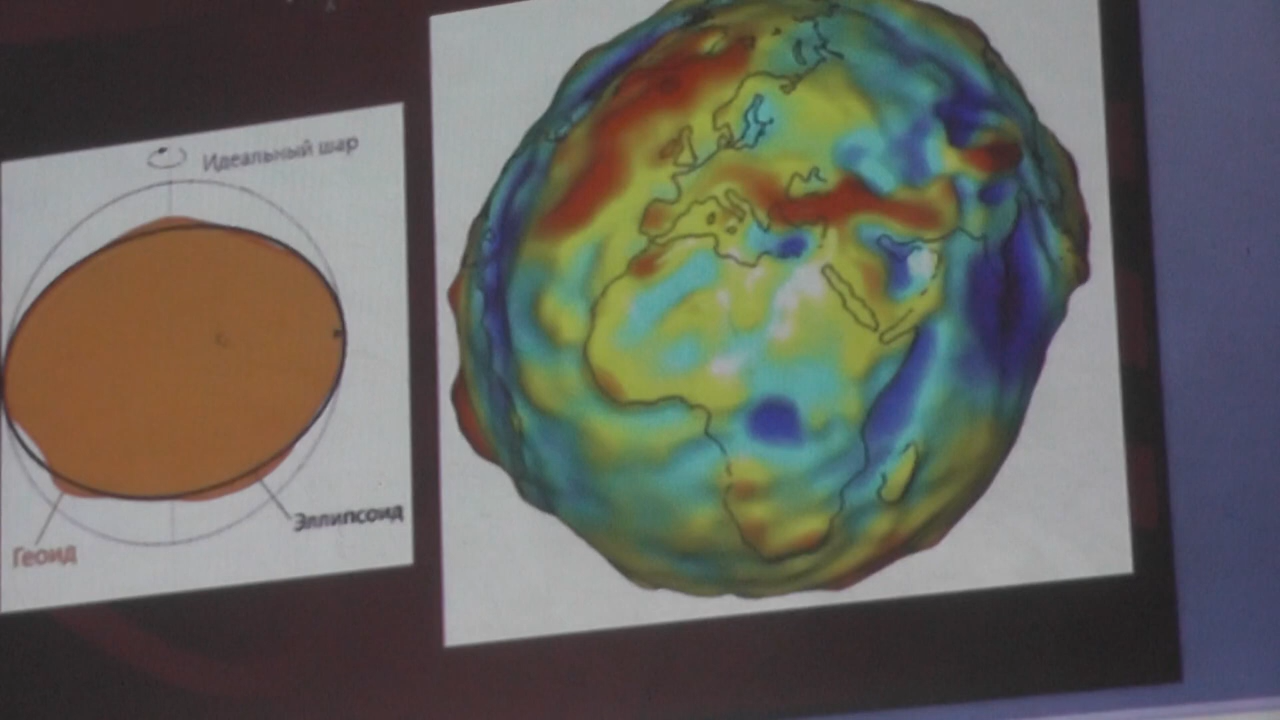 Идеальный шар
Эллипсоид
Геоид